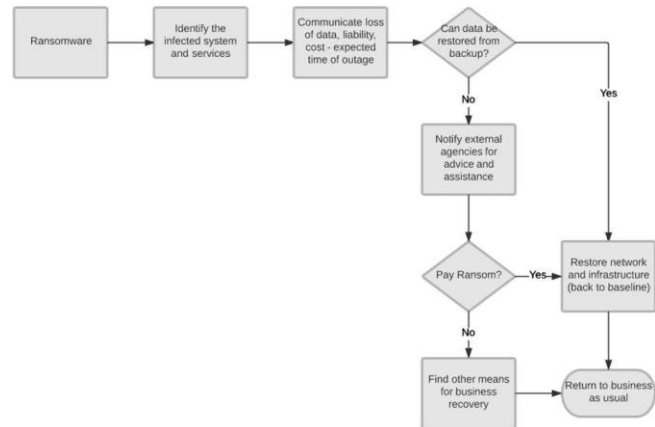 Ransomware
Identify the
infected system
and services
Communicate loss
of data, liability,
cost - expected
time of outage
Can data be
restored from
backup?
No
Yes
Notify external
agencies for
advice and
assistance
Pay Ransom?
Yes
Restore network
and infrastructure
(back to baseline)
No
Find other means
for business
recovery
Return to business
as usual